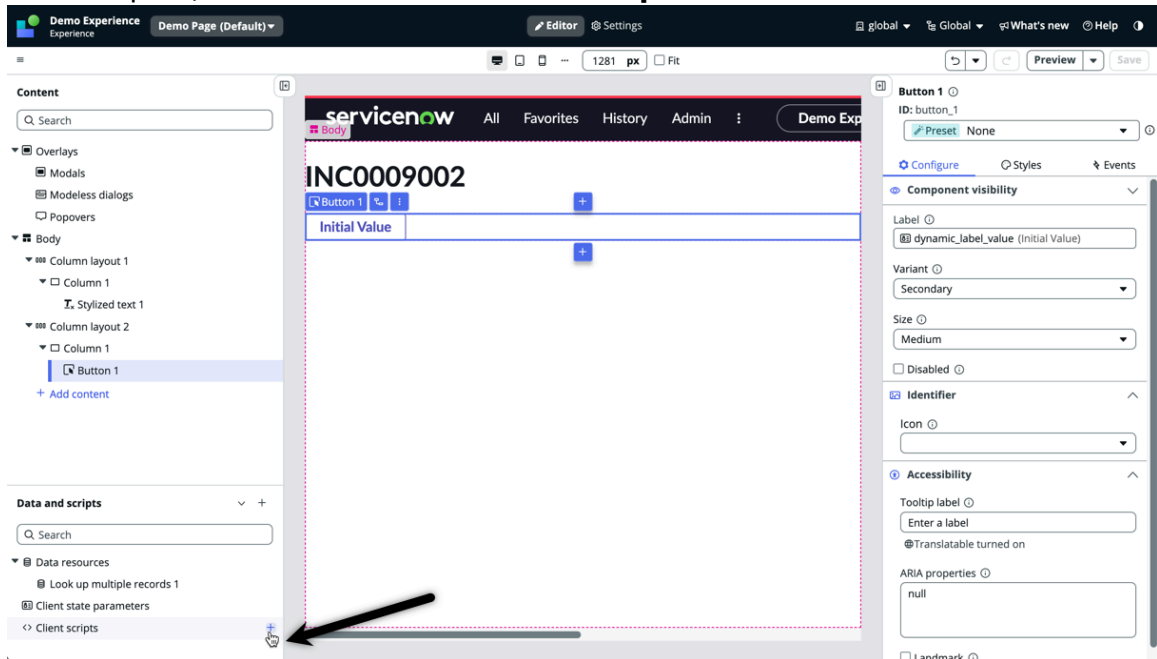 Demo Experience
Experience
Demo Page (Default)
Editor
Settings
global
Global
What's new
Help
1281 px
Fit
Preview
Save
Content
Search
Overlays
Modals
Modeless dialogs
Popovers
Body
Column layout 1
Column 1
Stylized text 1
Column layout 2
Column 1
Button 1
+ Add content
Data and scripts
Search
Data resources
Look up multiple records 1
Client state parameters
Client scripts
servicenow
All
Favorites
History
Admin
Demo Exp
Body
INC0009002
Button 1
Initial Value
Button 1
ID: button_1
Preset None
Configure
Styles
Events
Component visibility
Label
dynamic_label_value (Initial Value)
Variant
Secondary
Size
Medium
Disabled
Identifier
Icon
Accessibility
Tooltip label
Enter a label
Translatable turned on
ARIA properties
null
Landmark